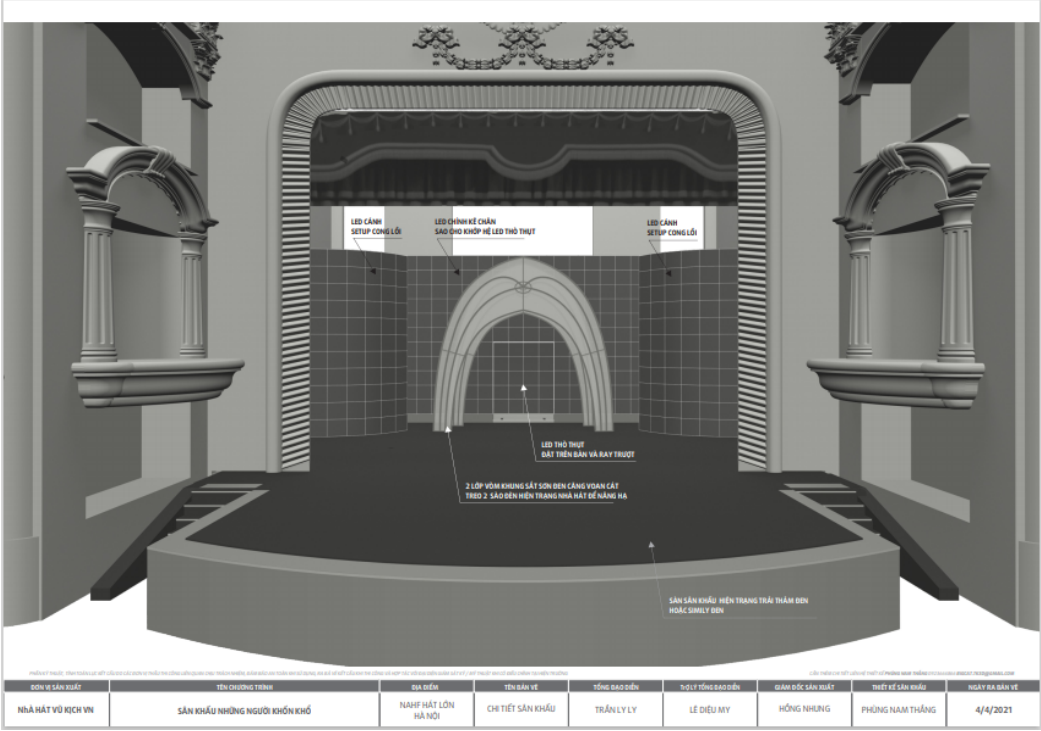 LED CÁNH
SETUP CONG LỒI
LED CHÍNH KÊ CHÂN
SAO CHO KHỚP HỆ LED THÒ THỤT
LED CÁNH
SETUP CONG LỒI
LED THÒ THỤT
ĐẶT TRÊN BÀN VÀ RAY TRƯỢT
2 LỚP VÒM KHUNG SẮT SƠN ĐEN CĂNG VOAN CÁT
TREO 2 SÀO ĐÈN HIỆN TRẠNG NHÀ HÁT ĐỂ NÂNG HẠ
SÀN SÂN KHẤU HIỆN TRẠNG TRẢI THẢM ĐEN
HOẶC SIMILY ĐEN
ĐƠN VỊ SẢN XUẤT TÊN CHƯƠNG TRÌNH ĐỊA ĐIỂM TÊN BẢN VẼ TỔNG ĐẠO DIỄN TRỢ LÝ TỔNG ĐẠO DIỄN GIÁM ĐỐC SẢN XUẤT THIẾT KẾ SÂN KHẤU NGÀY RA BẢN VẼ
NHÀ HÁT VŨ KỊCH VN SÂN KHẤU NHỮNG NGƯỜI KHỐN KHỔ NAHF HÁT LỚN CHI TIẾT SÂN KHẤU TRẦN LY LY LÊ DIỆU MY HỒNG NHUNG PHÙNG NAM THẮNG 4/4/2021
HÀ NỘI